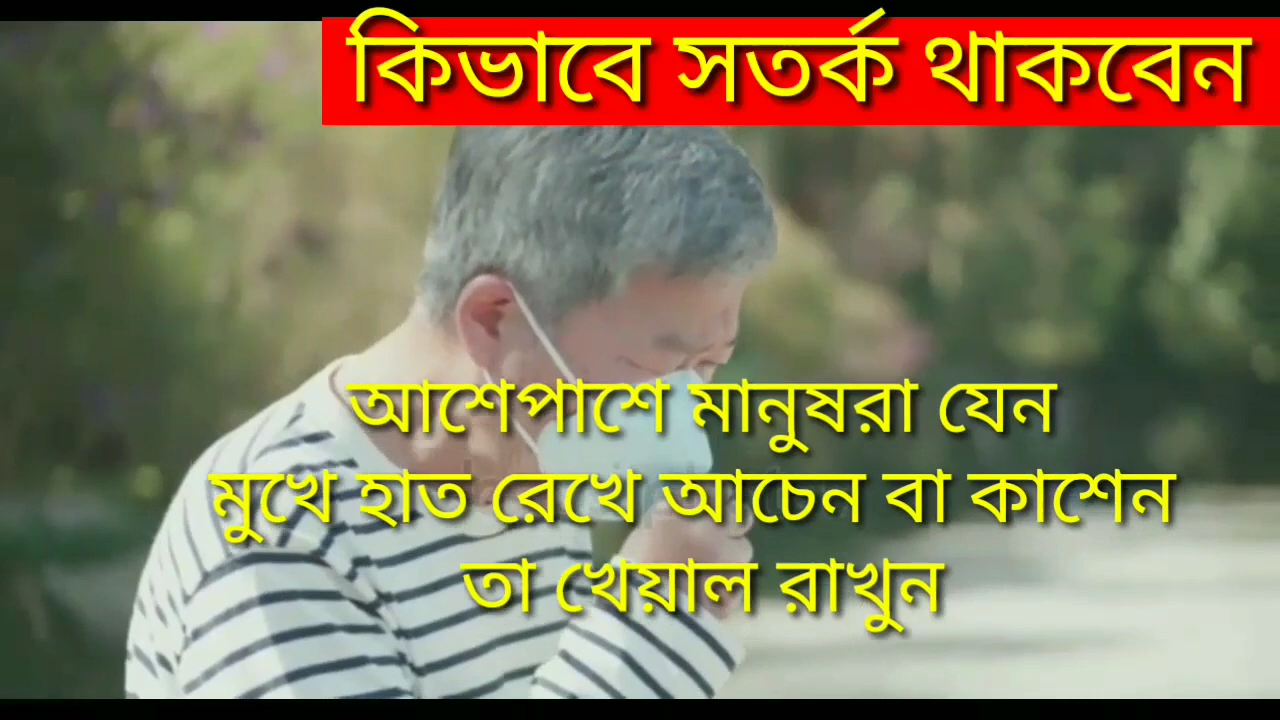 কিভাবে সতর্ক থাকবেন
আশেপাশে মানুষরা যেন
মুখে হাত রেখে আচেন বা কাশেন
তা খেয়াল রাখুন